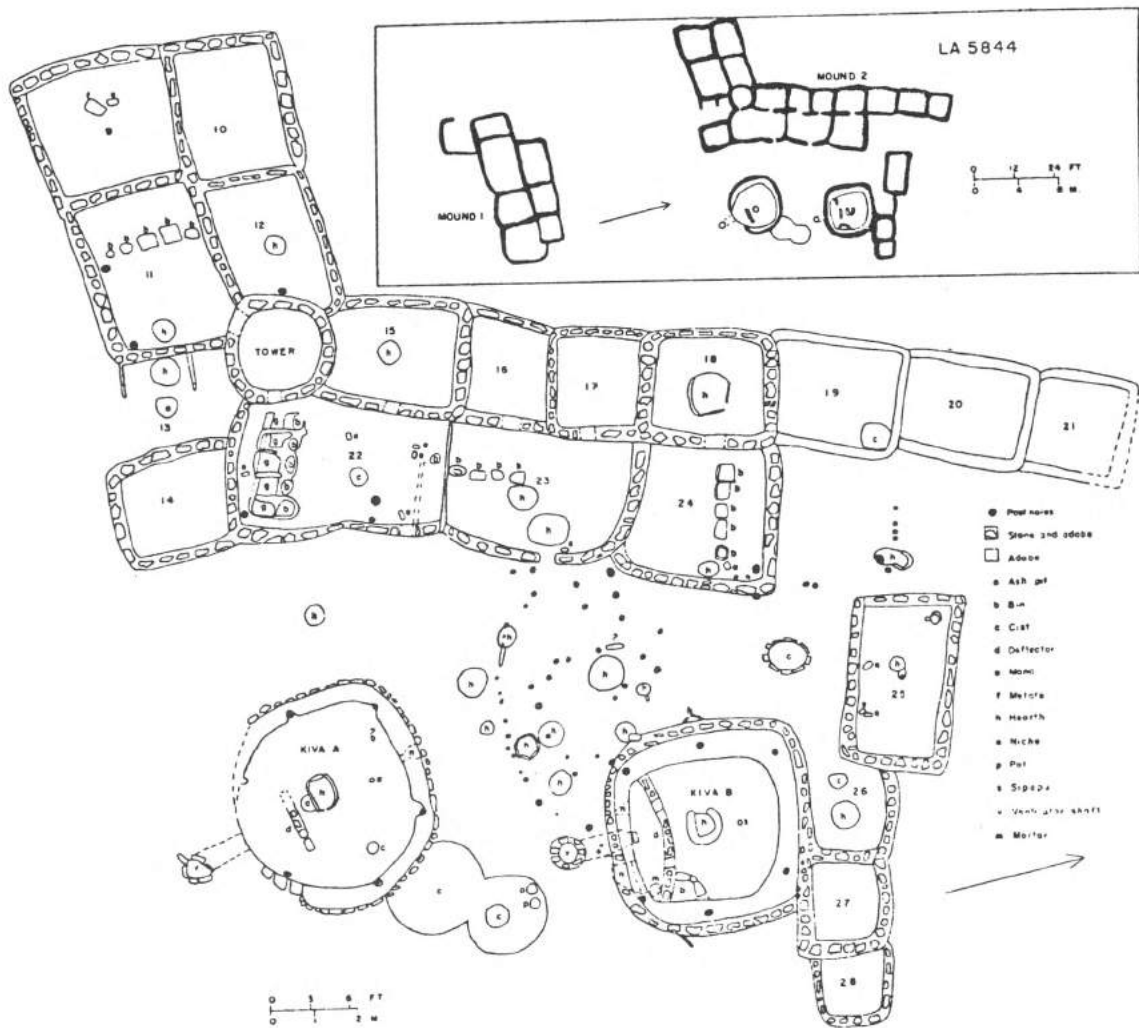 LA 5844
MOUND 2
MOUND 1
0 12 24 FT
0 4 8 M.
9
10
11
12
TOWER
13
14
15
16
17
18
19
20
21
22
23
24
25
26
27
28
KIVA A
KIVA B
Post holes
Stone and adobe
Adobe
a Ash pit
b Bin
c Cist
d Deflector
Mano
f Metate
h Hearth
Niche
p Pot
s Sipapu
v Ventilator shaft
m Mortar
0 3 6 FT
0 1 2 M